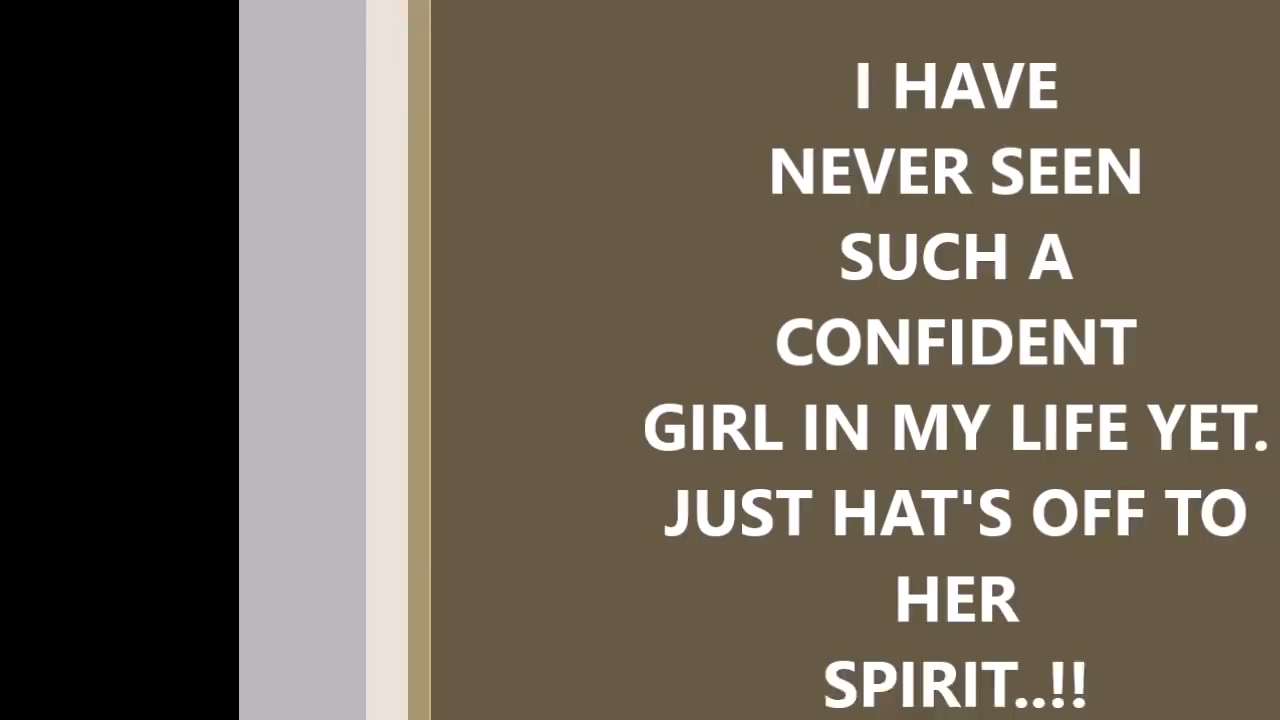 I HAVE
NEVER SEEN
SUCH A
CONFIDENT
GIRL IN MY LIFE YET.
JUST HAT'S OFF TO
HER
SPIRIT..!!